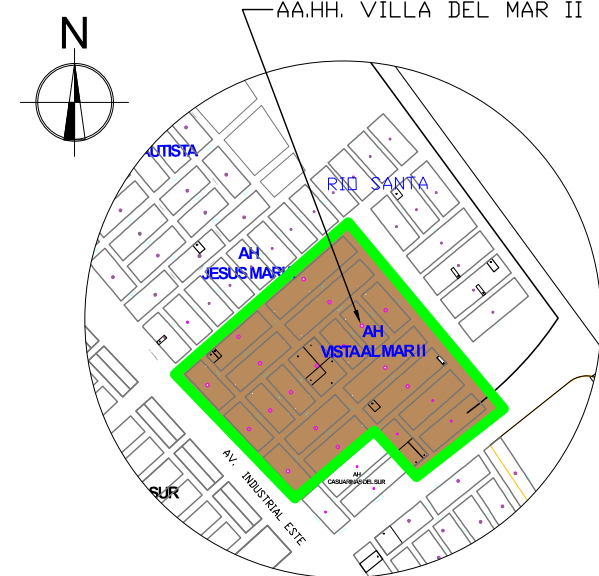 AA.HH. VILLA DEL MAR II
N
UTISTA
RIO SANTA
AH
JESUS MARI
AH
VISTA AL MAR II
AV. INDUSTRIAL ESTE
AH
CASUARINAS DEL SUR
SUR